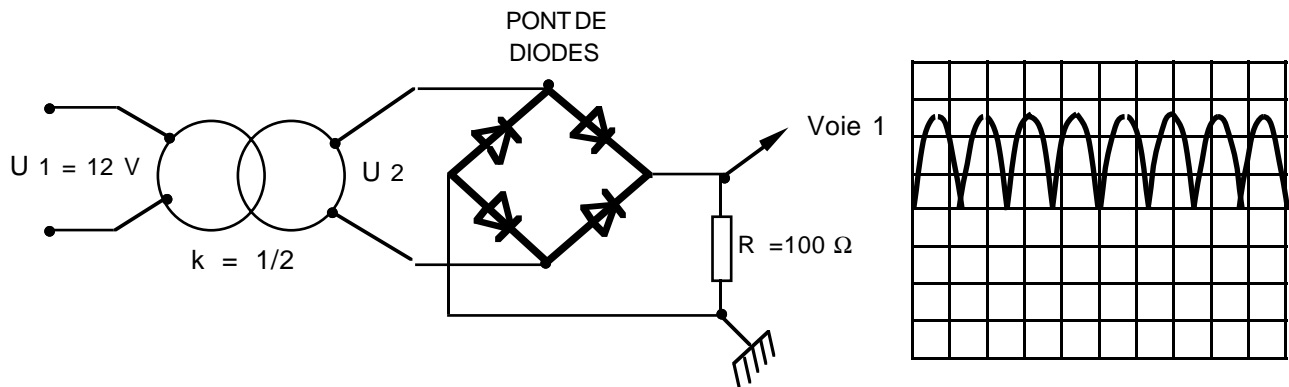 PONT DE
DIODES
Voie 1
U 1 = 12 V
U 2
R =100 Ω
k = 1/2